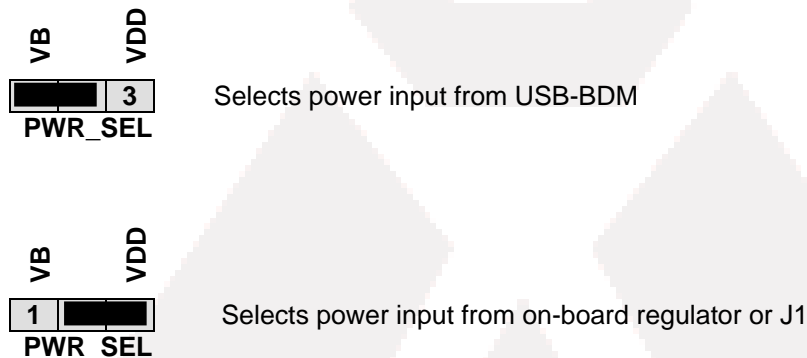 VB VDD
3 Selects power input from USB-BDM
PWR_SEL
VB VDD
1 Selects power input from on-board regulator or J1
PWR_SEL